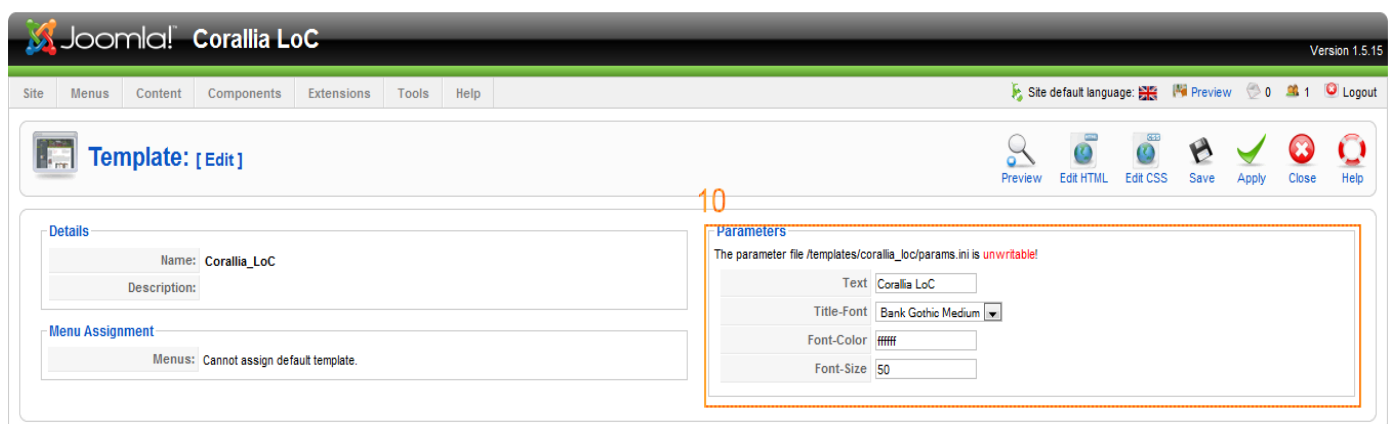 Joomla! Corallia LoC
Version 1.5.15
Site Menus Content Components Extensions Tools Help Site default language: Preview 0 1 Logout
Template: [ Edit ]
Preview Edit HTML Edit CSS Save Apply Close Help
10
Details
Name: Corallia_LoC
Description:
Menu Assignment
Menus: Cannot assign default template.
Parameters
The parameter file /templates/corallia_loc/params.ini is unwritable!
Text Corallia LoC
Title-Font Bank Gothic Medium
Font-Color ffffff
Font-Size 50